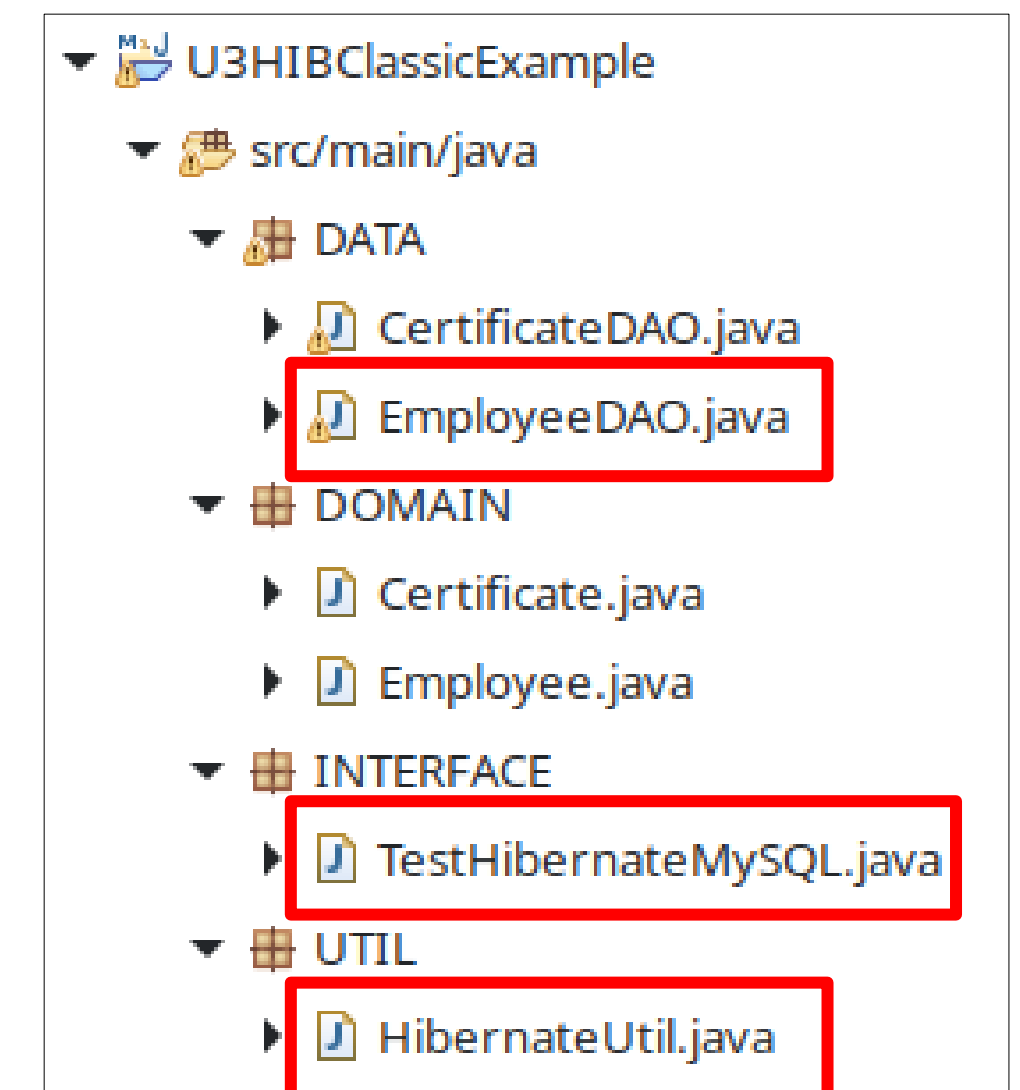 U3HIBClassicExample
src/main/java
DATA
CertificateDAO.java
EmployeeDAO.java
DOMAIN
Certificate.java
Employee.java
INTERFACE
TestHibernateMySQL.java
UTIL
HibernateUtil.java